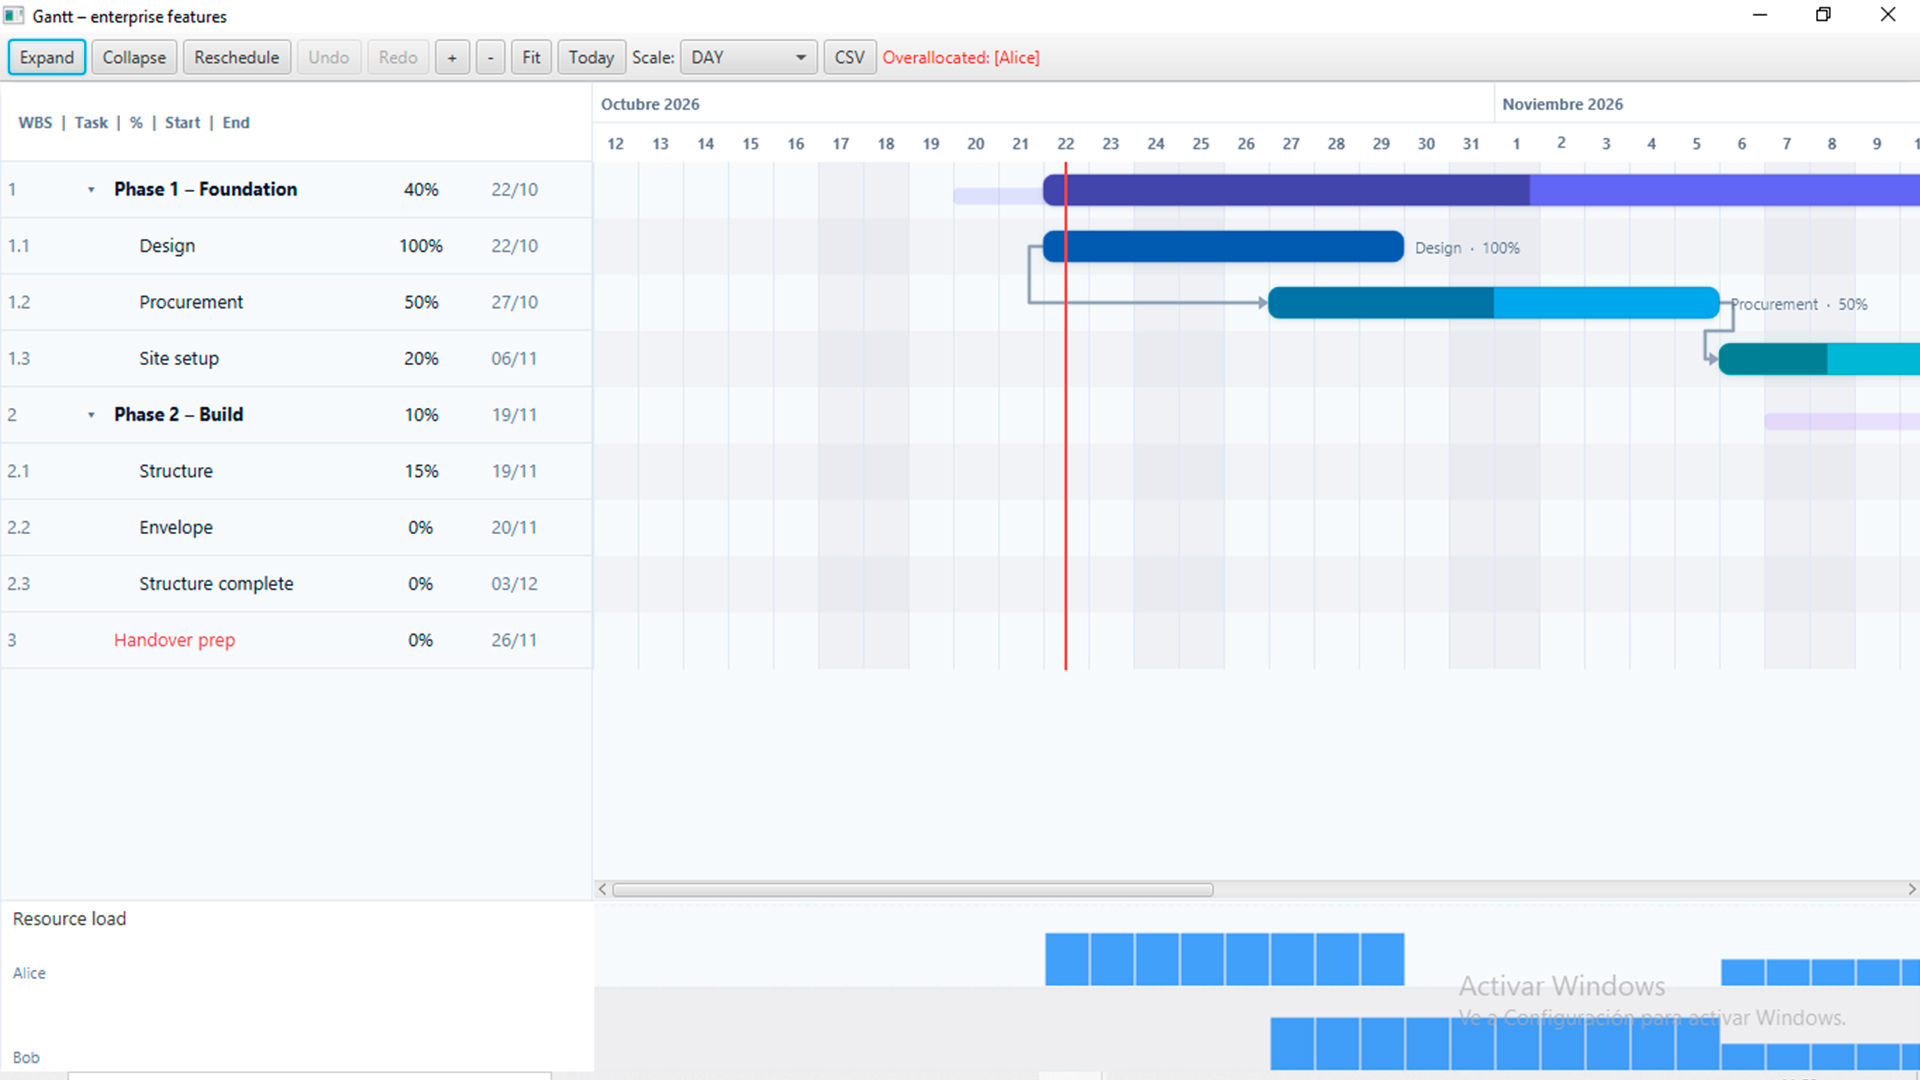 Gantt – enterprise features
Expand Collapse Reschedule Undo Redo + - Fit Today Scale: DAY CSV Overallocated: [Alice]
WBS | Task | % | Start | End
Octubre 2026 Noviembre 2026
12 13 14 15 16 17 18 19 20 21 22 23 24 25 26 27 28 29 30 31 1 2 3 4 5 6 7 8 9
1 Phase 1 – Foundation 40% 22/10
1.1 Design 100% 22/10 Design · 100%
1.2 Procurement 50% 27/10 Procurement · 50%
1.3 Site setup 20% 06/11
2 Phase 2 – Build 10% 19/11
2.1 Structure 15% 19/11
2.2 Envelope 0% 20/11
2.3 Structure complete 0% 03/12
3 Handover prep 0% 26/11
Resource load
Alice
Bob
Activar Windows
Ve a Configuración para activar Windows.